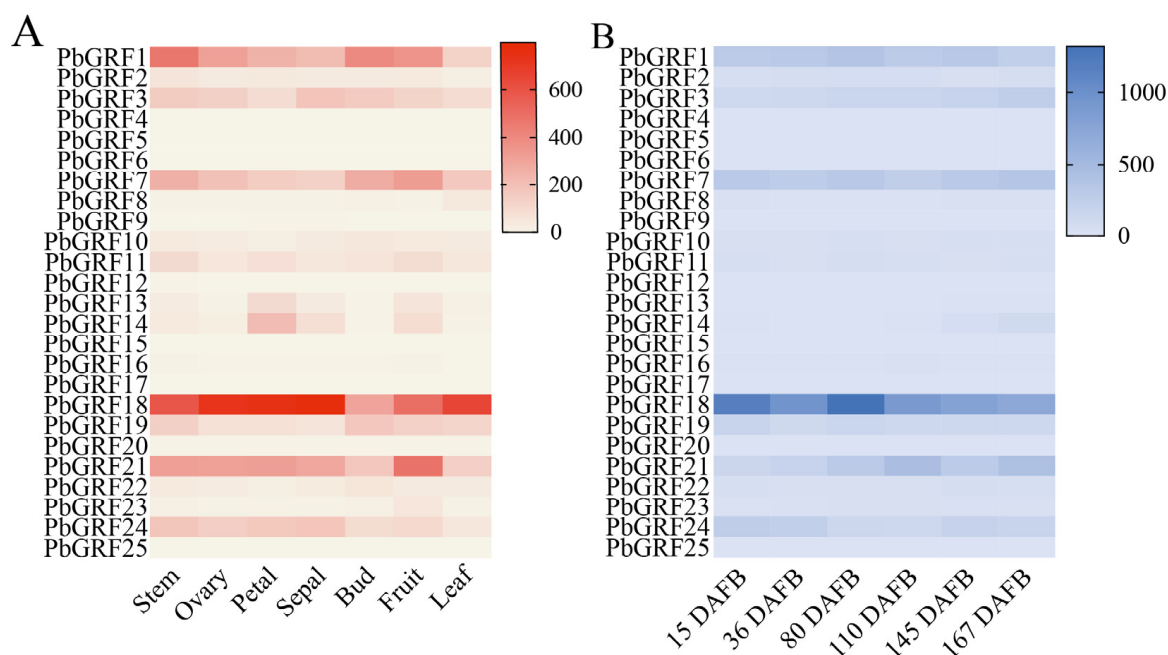 A
PbGRF1
PbGRF2
PbGRF3
PbGRF4
PbGRF5
PbGRF6
PbGRF7
PbGRF8
PbGRF9
PbGRF10
PbGRF11
PbGRF12
PbGRF13
PbGRF14
PbGRF15
PbGRF16
PbGRF17
PbGRF18
PbGRF19
PbGRF20
PbGRF21
PbGRF22
PbGRF23
PbGRF24
PbGRF25
Stem Ovary Petal Sepal Bud Fruit Leaf
600
400
200
0
B
PbGRF1
PbGRF2
PbGRF3
PbGRF4
PbGRF5
PbGRF6
PbGRF7
PbGRF8
PbGRF9
PbGRF10
PbGRF11
PbGRF12
PbGRF13
PbGRF14
PbGRF15
PbGRF16
PbGRF17
PbGRF18
PbGRF19
PbGRF20
PbGRF21
PbGRF22
PbGRF23
PbGRF24
PbGRF25
15 DAFB 36 DAFB 80 DAFB 110 DAFB 145 DAFB 167 DAFB
1000
500
0